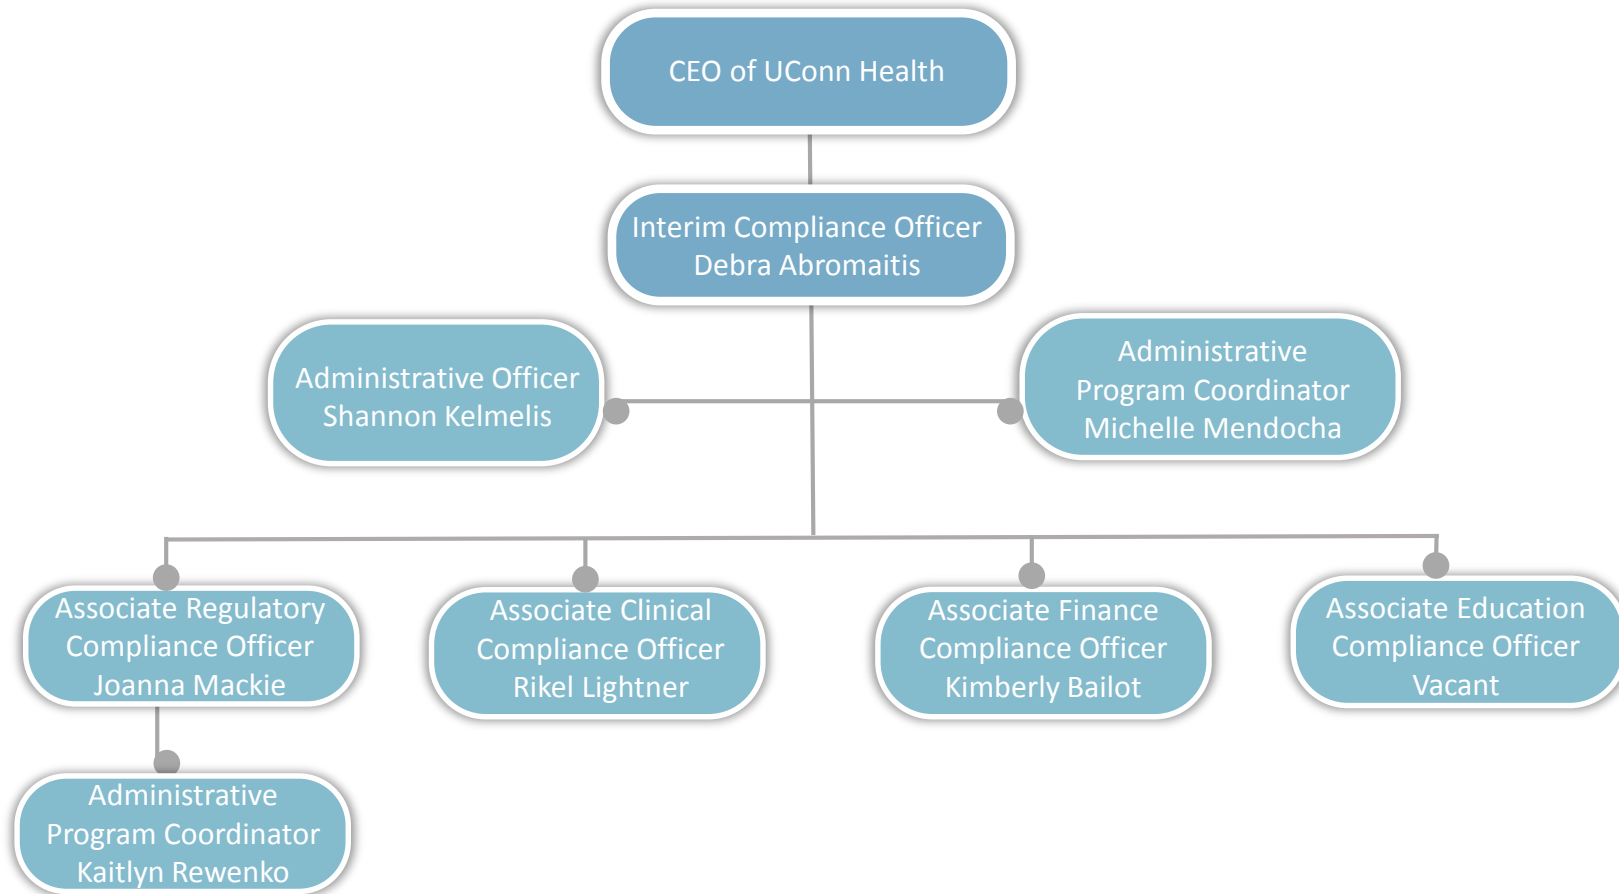 CEO of UConn Health
Interim Compliance Officer
Debra Abromaitis
Administrative Officer
Shannon Kelmelis
Administrative
Program Coordinator
Michelle Mendocha
Associate Regulatory
Compliance Officer
Joanna Mackie
Associate Clinical
Compliance Officer
Rikel Lightner
Associate Finance
Compliance Officer
Kimberly Bailot
Associate Education
Compliance Officer
Vacant
Administrative
Program Coordinator
Kaitlyn Rewenko